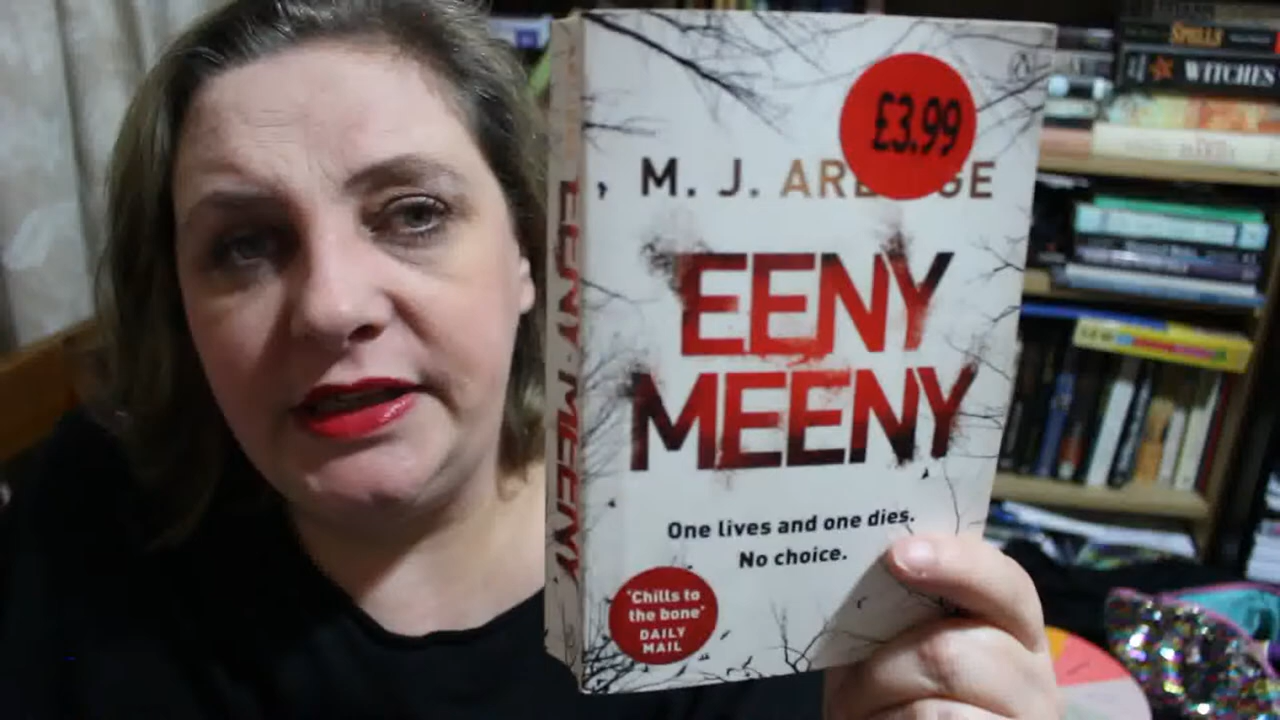 £3.99
M. J. AR GE
EENY
MEENY
One lives and one dies.
No choice.
'Chills to
the bone'
DAILY
MAIL
EENY MEENY
SPELLS
WITCHES